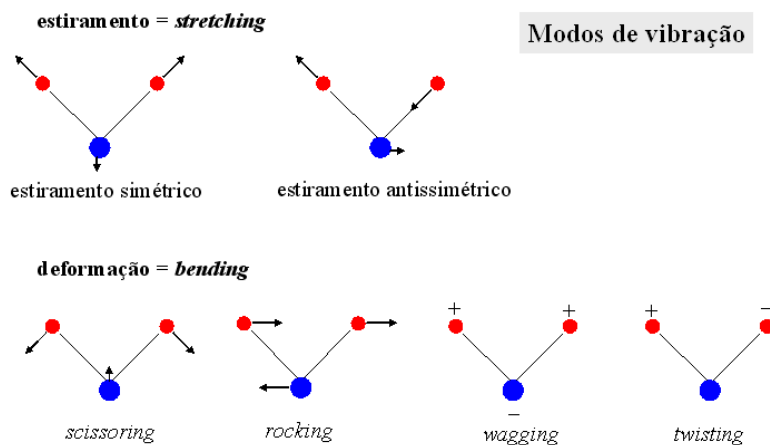 estiramento = stretching
Modos de vibração
estiramento simétrico
estiramento antissimétrico
deformação = bending
+ + + −
−
scissoring rocking wagging twisting